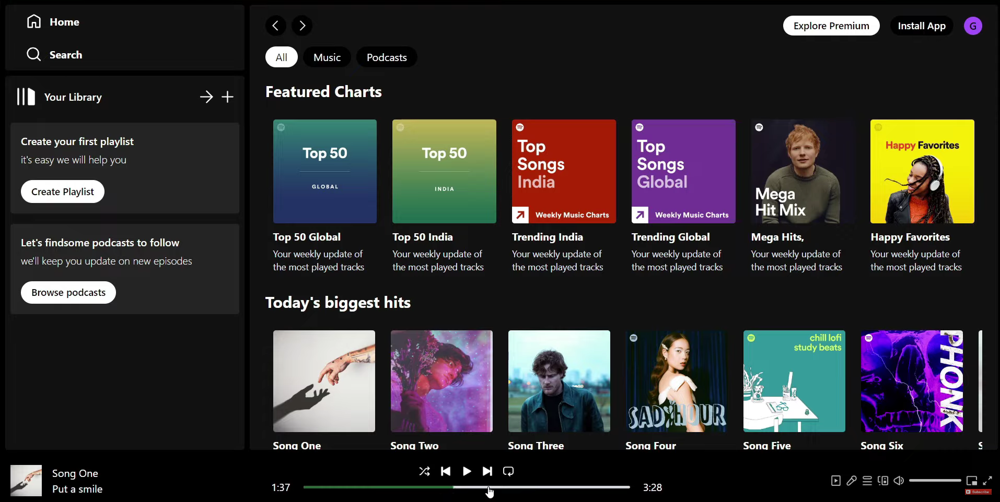 Home
Search
Your Library
Create your first playlist
it's easy we will help you
Create Playlist
Let's findsome podcasts to follow
we'll keep you update on new episodes
Browse podcasts
Explore Premium
Install App
G
All
Music
Podcasts
Featured Charts
Top 50
GLOBAL
Top 50 Global
Your weekly update of
the most played tracks
Top 50
INDIA
Top 50 India
Your weekly update of
the most played tracks
Top
Songs
India
Weekly Music Charts
Trending India
Your weekly update of
the most played tracks
Top
Songs
Global
Weekly Music Charts
Trending Global
Your weekly update of
the most played tracks
Mega
Hit Mix
Mega Hits,
Your weekly update of
the most played tracks
Happy Favorites
Happy Favorites
Your weekly update of
the most played tracks
Today's biggest hits
Song One
Song Two
Song Three
SAD HOUR
Song Four
chill lofi
study beats
Song Five
PHONK
Song Six
S
Song One
Put a smile
1:37
3:28
Subscribe